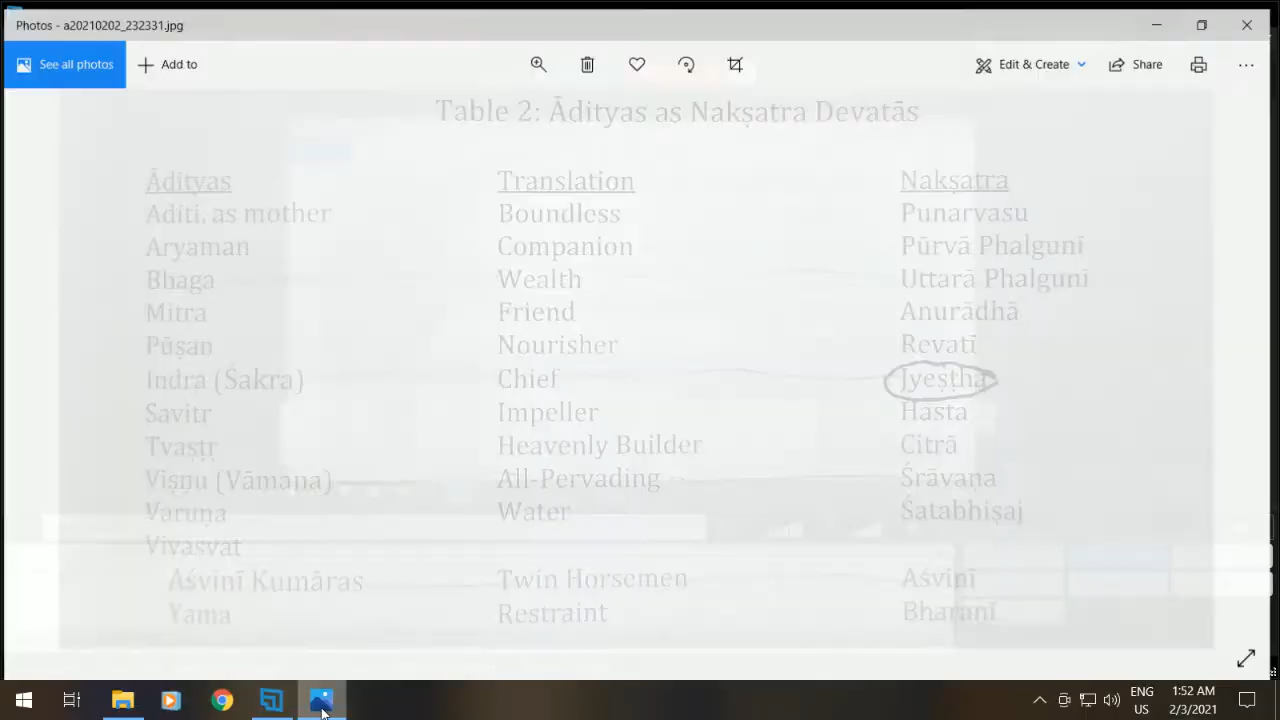 Photos - a20210202_232331.jpg
See all photos
Add to
Edit & Create
Share
Table 2: Ādityas as Nakṣatra Devatās
Ādityas Translation Nakṣatra
Aditi, as mother Boundless Punarvasu
Aryaman Companion Pūrvā Phalgunī
Bhaga Wealth Uttarā Phalgunī
Mitra Friend Anurādhā
Pūṣan Nourisher Revatī
Indra (Śakra) Chief Jyeṣṭha
Savitr Impeller Hasta
Tvaṣṭṛ Heavenly Builder Citrā
Viṣṇu (Vāmana) All-Pervading Śrāvaṇa
Varuṇa Water Śatabhiṣaj
Vivasvat
Aśvinī Kumāras Twin Horsemen Aśvinī
Yama Restraint Bharaṇī
ENG
US
1:52 AM
2/3/2021